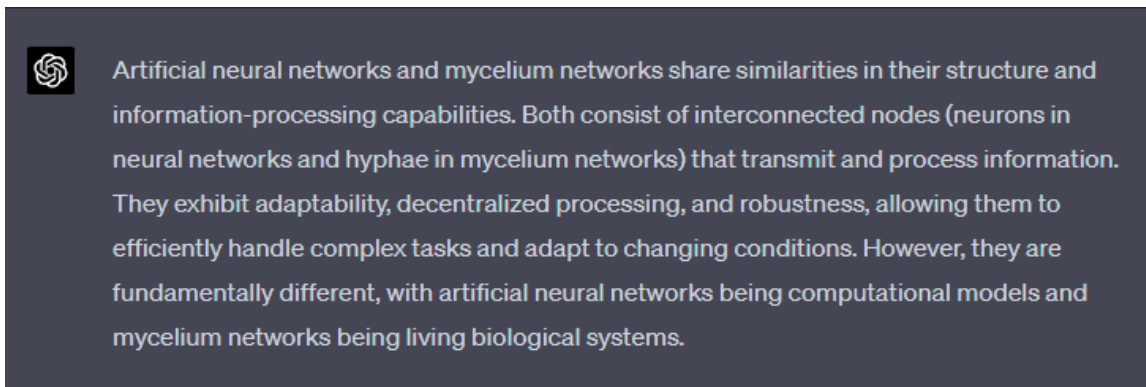 Artificial neural networks and mycelium networks share similarities in their structure and
information-processing capabilities. Both consist of interconnected nodes (neurons in
neural networks and hyphae in mycelium networks) that transmit and process information.
They exhibit adaptability, decentralized processing, and robustness, allowing them to
efficiently handle complex tasks and adapt to changing conditions. However, they are
fundamentally different, with artificial neural networks being computational models and
mycelium networks being living biological systems.